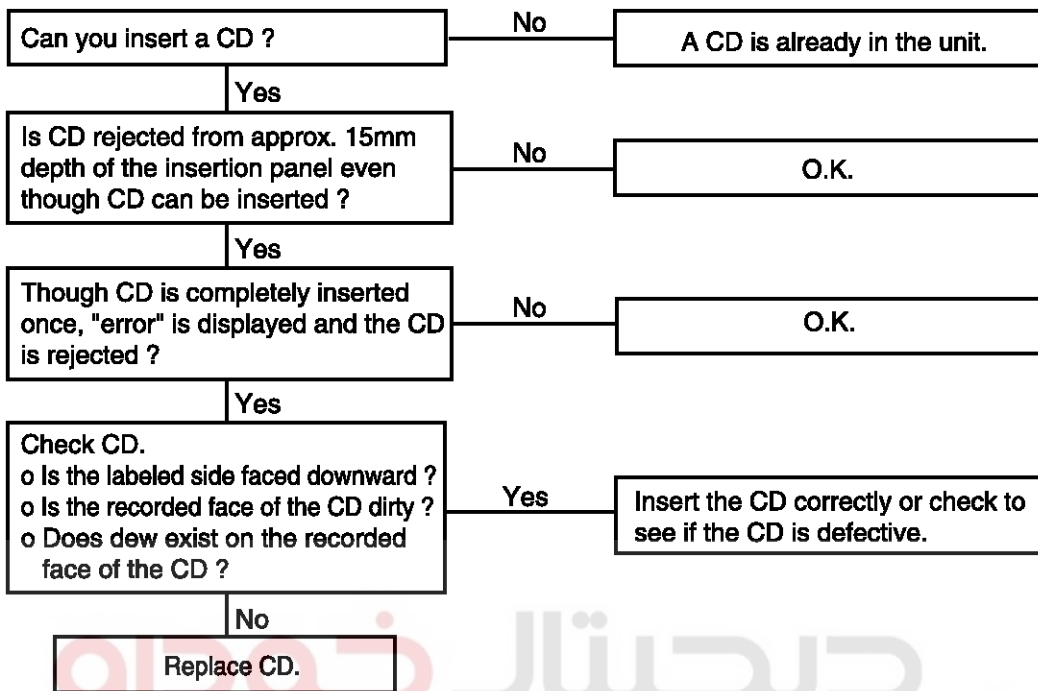 Can you insert a CD ?
No
A CD is already in the unit.
Yes
Is CD rejected from approx. 15mm
depth of the insertion panel even
though CD can be inserted ?
No
O.K.
Yes
Though CD is completely inserted
once, "error" is displayed and the CD
is rejected ?
No
O.K.
Yes
Check CD.
o Is the labeled side faced downward ?
o Is the recorded face of the CD dirty ?
o Does dew exist on the recorded
face of the CD ?
Yes
Insert the CD correctly or check to
see if the CD is defective.
No
Replace CD.
دیجیتال خودرو